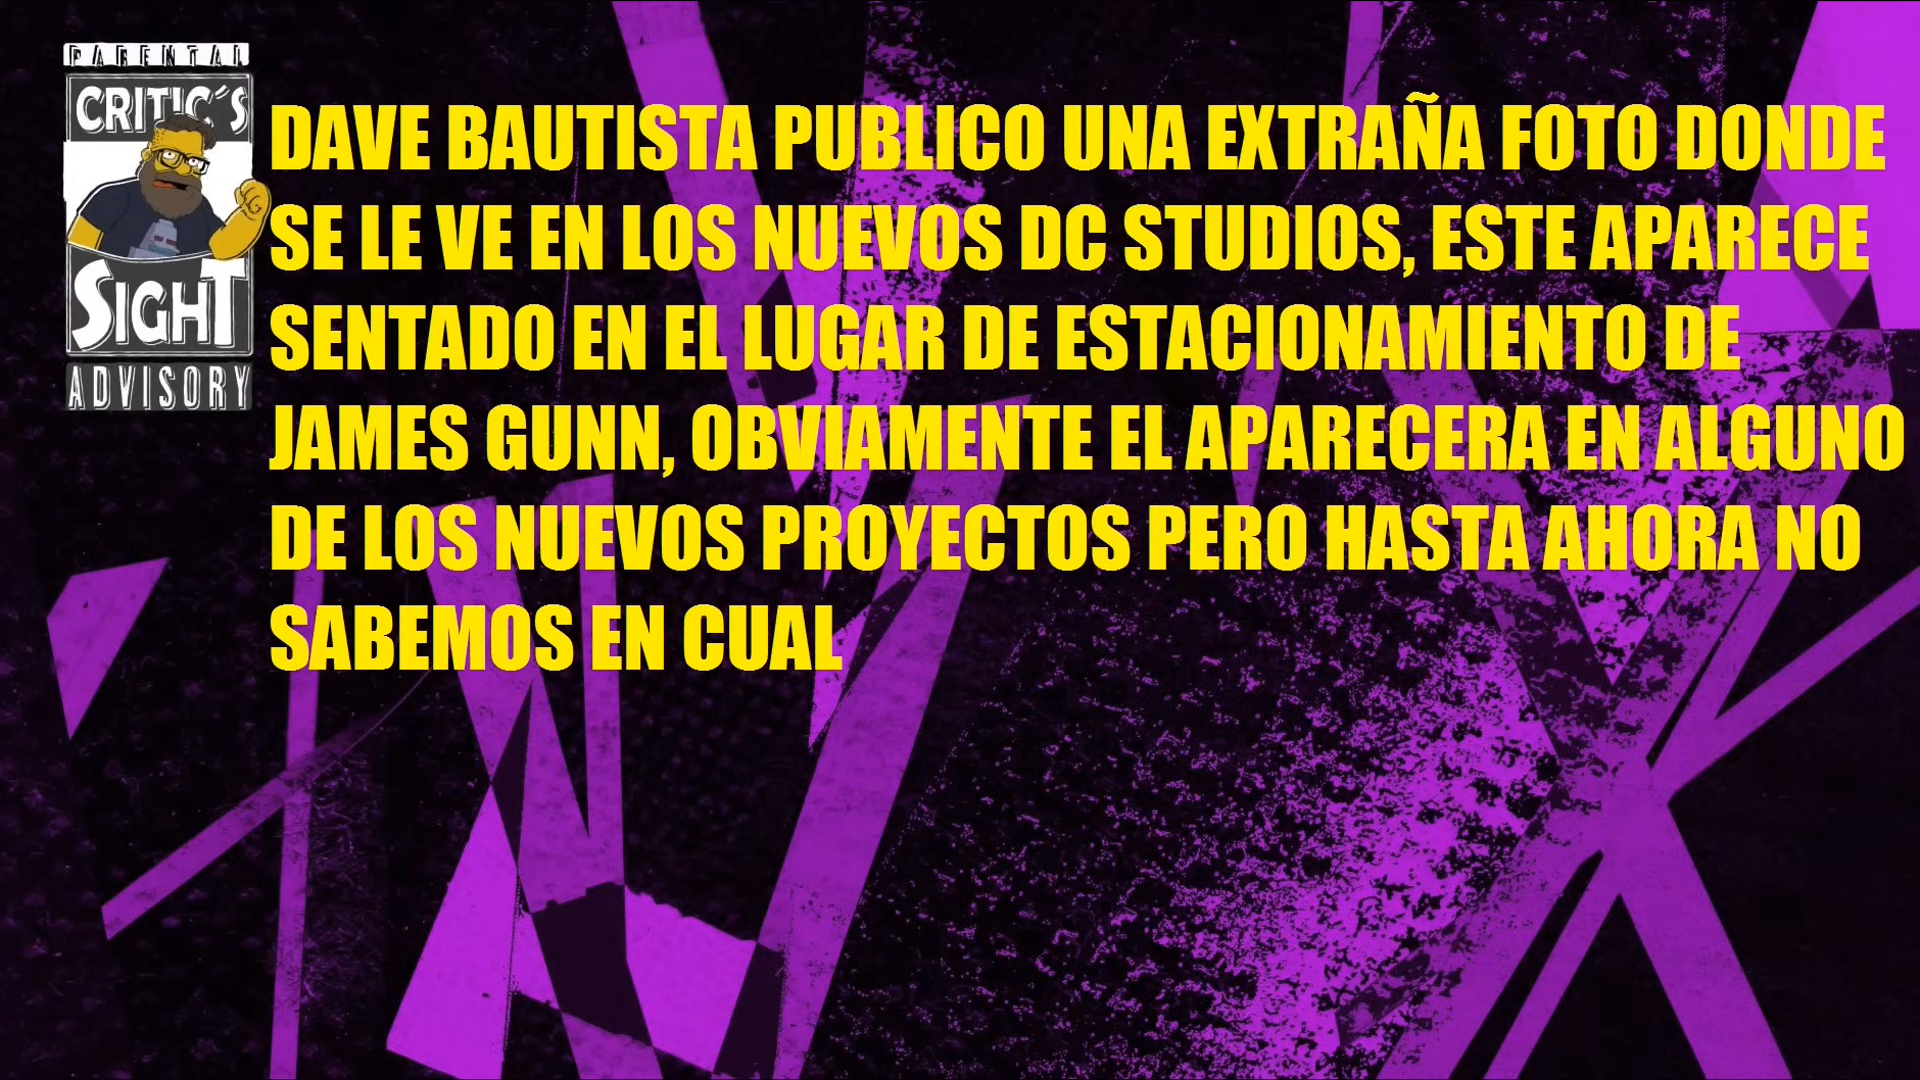 PARENTAL
CRITIC´S
SIGHT
ADVISORY
DAVE BAUTISTA PUBLICO UNA EXTRAÑA FOTO DONDE
SE LE VE EN LOS NUEVOS DC STUDIOS, ESTE APARECE
SENTADO EN EL LUGAR DE ESTACIONAMIENTO DE
JAMES GUNN, OBVIAMENTE EL APARECERA EN ALGUNO
DE LOS NUEVOS PROYECTOS PERO HASTA AHORA NO
SABEMOS EN CUAL